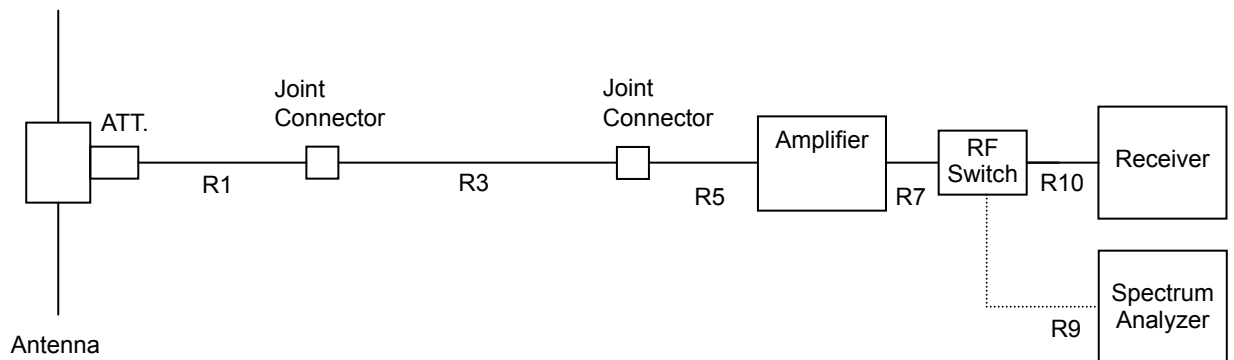 ATT.
Joint
Connector
Joint
Connector
Amplifier
RF
Switch
Receiver
R1
R3
R5
R7
R10
Spectrum
Analyzer
R9
Antenna